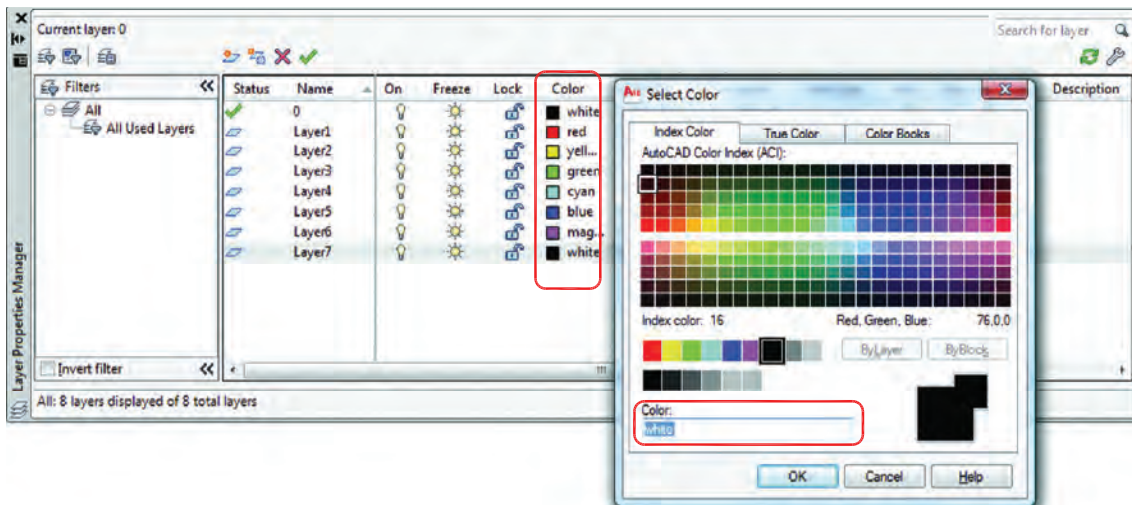 Current layer: 0
Search for layer
Filters
All
All Used Layers
Invert filter
Layer Properties Manager
Status Name On Freeze Lock Color Description
0 white
Layer1 red
Layer2 yell...
Layer3 green
Layer4 cyan
Layer5 blue
Layer6 mag...
Layer7 white
All: 8 layers displayed of 8 total layers
Select Color
Index Color True Color Color Books
AutoCAD Color Index (ACI):
Index color: 16 Red, Green, Blue: 76,0,0
ByLayer ByBlock
Color:
white
OK Cancel Help